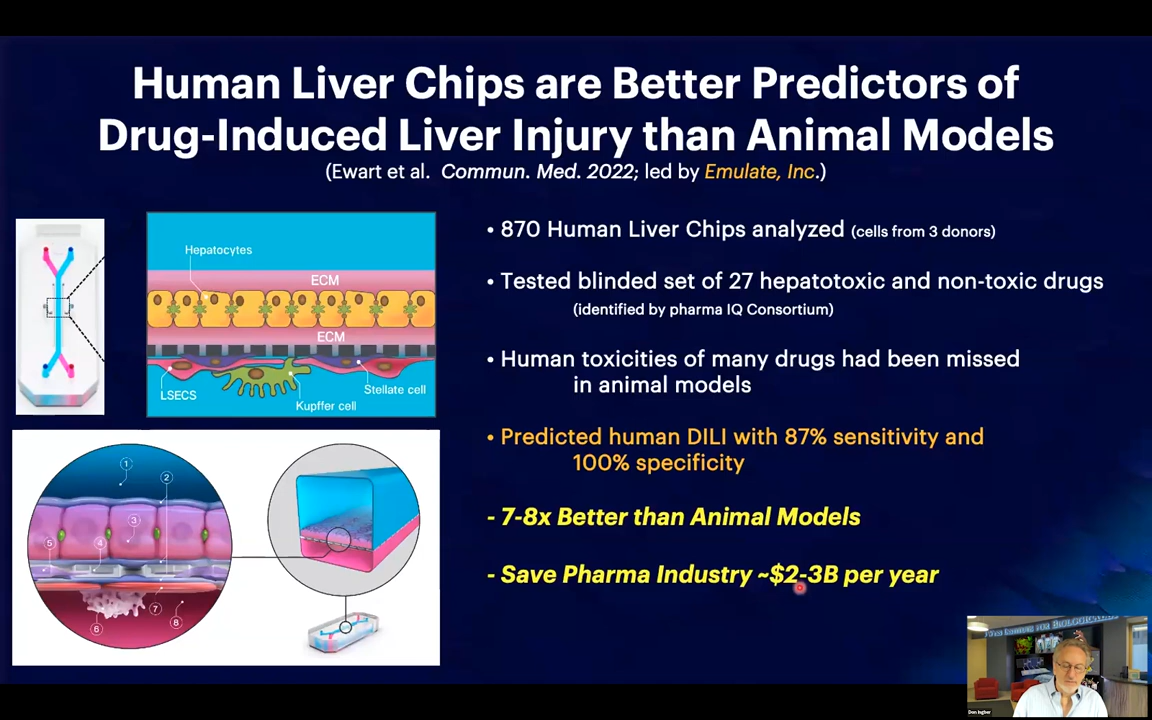 Human Liver Chips are Better Predictors of
Drug-Induced Liver Injury than Animal Models
(Ewart et al. Commun. Med. 2022; led by Emulate, Inc.)
Hepatocytes
ECM
ECM
LSECS
Kupffer cell
Stellate cell
1
2
3
4
5
6
7
8
• 870 Human Liver Chips analyzed (cells from 3 donors)
• Tested blinded set of 27 hepatotoxic and non-toxic drugs
(identified by pharma IQ Consortium)
• Human toxicities of many drugs had been missed
in animal models
• Predicted human DILI with 87% sensitivity and
100% specificity
- 7-8x Better than Animal Models
- Save Pharma Industry ~$2-3B per year
Don Ingber